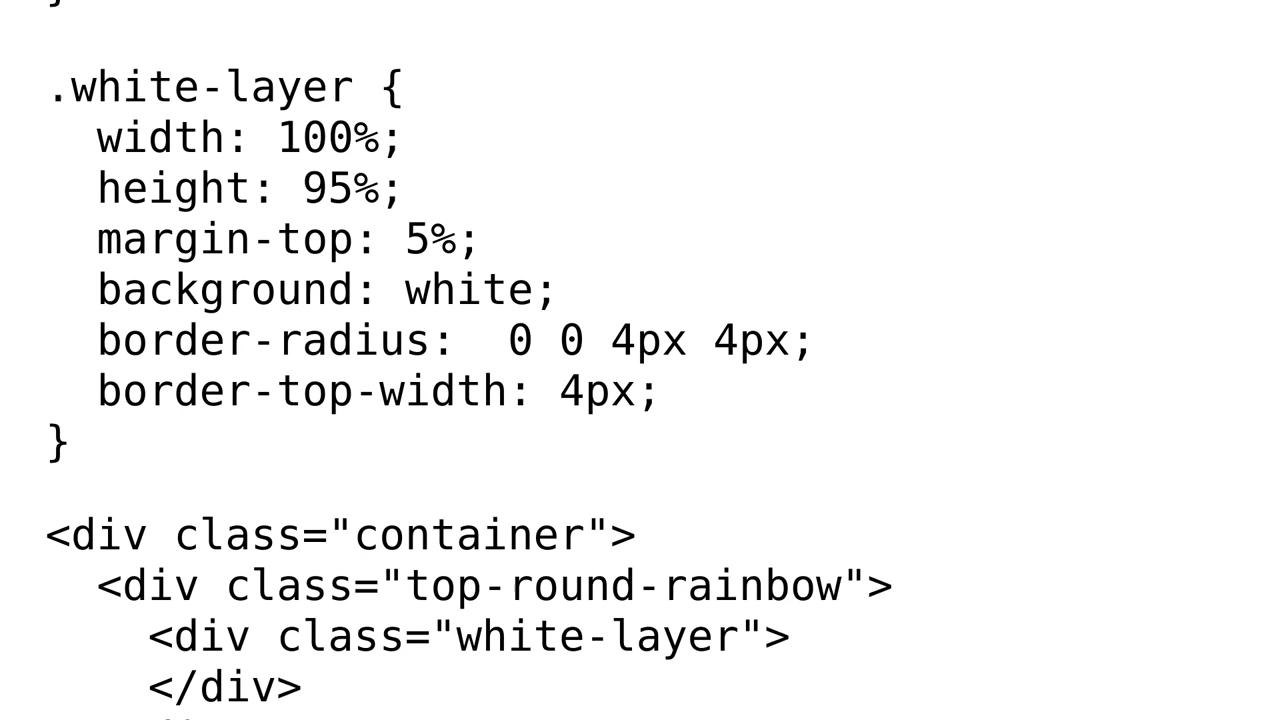 .white-layer {
  width: 100%;
  height: 95%;
  margin-top: 5%;
  background: white;
  border-radius:  0 0 4px 4px;
  border-top-width: 4px;
}

<div class="container">
  <div class="top-round-rainbow">
    <div class="white-layer">
    </div>